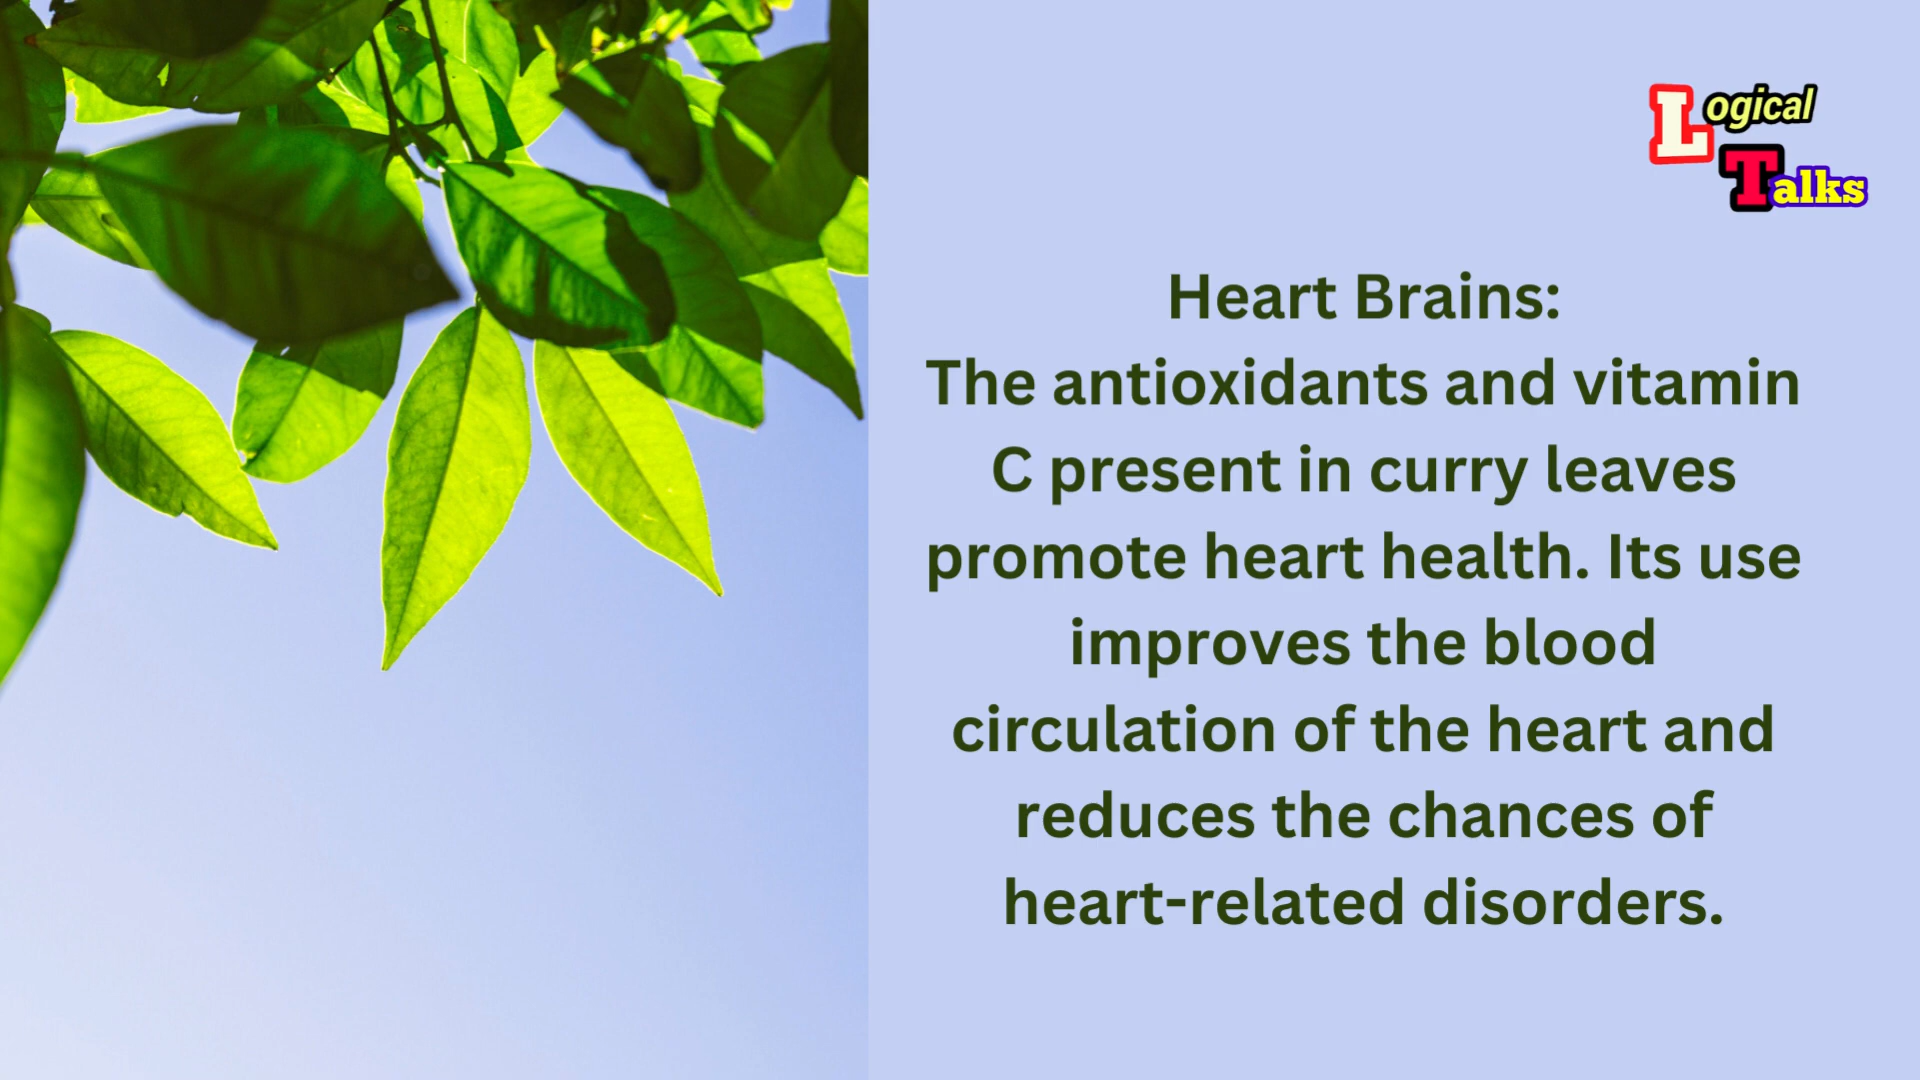 Logical
Talks
Heart Brains:
The antioxidants and vitamin
C present in curry leaves
promote heart health. Its use
improves the blood
circulation of the heart and
reduces the chances of
heart-related disorders.